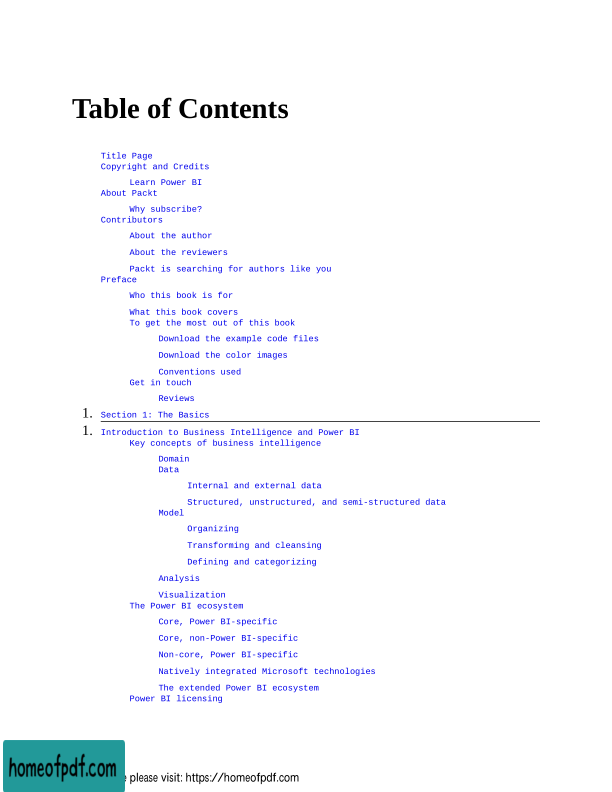 Table of Contents
Title Page
Copyright and Credits
Learn Power BI
About Packt
Why subscribe?
Contributors
About the author
About the reviewers
Packt is searching for authors like you
Preface
Who this book is for
What this book covers
To get the most out of this book
Download the example code files
Download the color images
Conventions used
Get in touch
Reviews
1. Section 1: The Basics
1. Introduction to Business Intelligence and Power BI
Key concepts of business intelligence
Domain
Data
Internal and external data
Structured, unstructured, and semi-structured data
Model
Organizing
Transforming and cleansing
Defining and categorizing
Analysis
Visualization
The Power BI ecosystem
Core, Power BI-specific
Core, non-Power BI-specific
Non-core, Power BI-specific
Natively integrated Microsoft technologies
The extended Power BI ecosystem
Power BI licensing
homeofpdf.com
please visit: https://homeofpdf.com